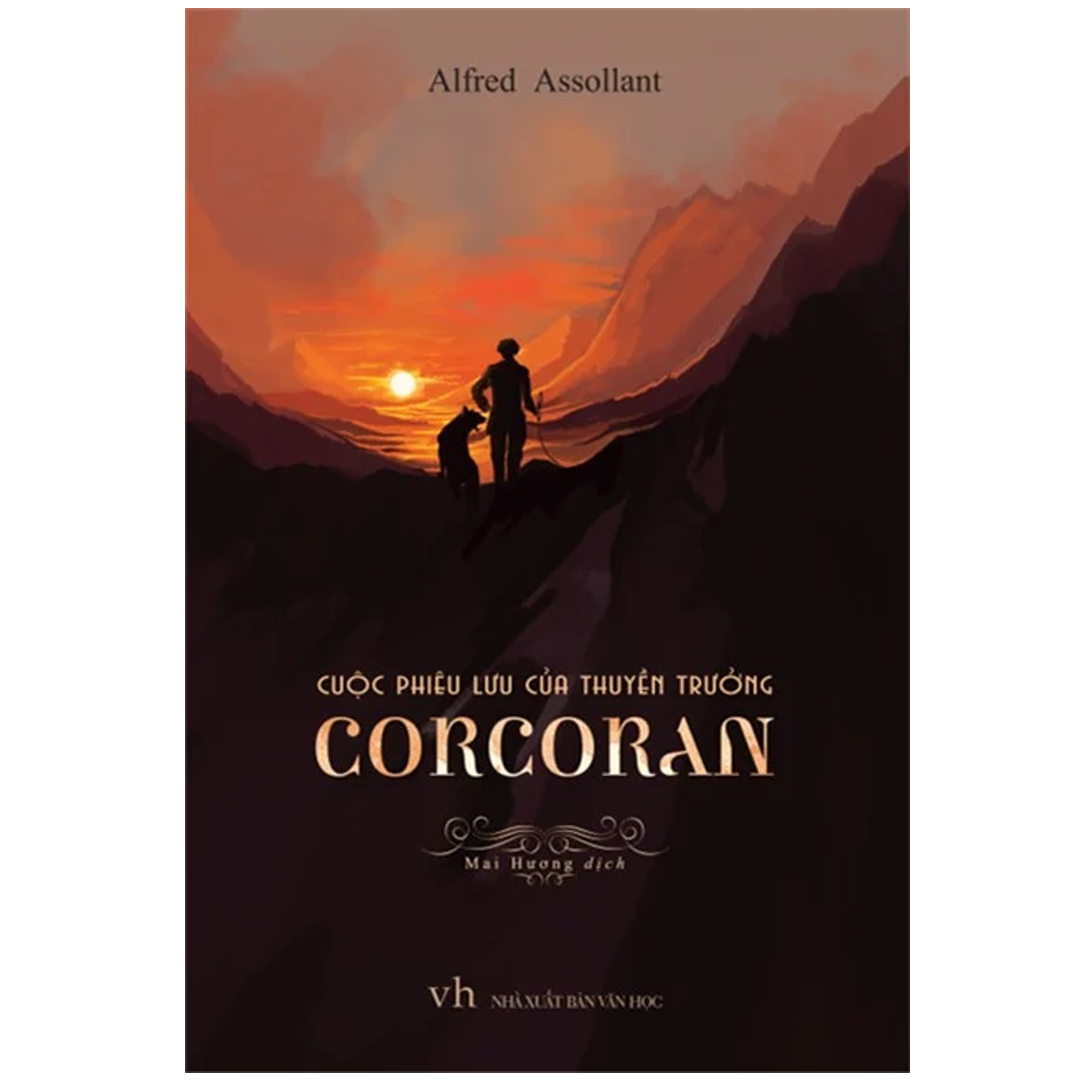 Alfred Assollant
CUỘC PHIÊU LƯU CỦA THUYỀN TRƯỞNG
CORCORAN
Mai Hương dịch
vh NHÀ XUẤT BẢN VĂN HỌC